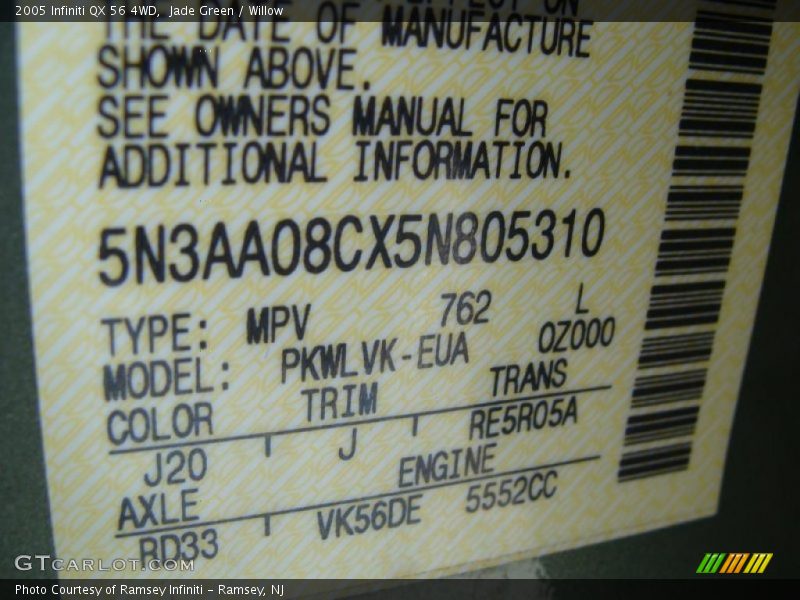 2005 Infiniti QX 56 4WD, Jade Green / Willow
THE DATE OF MANUFACTURE
SHOWN ABOVE.
SEE OWNERS MANUAL FOR
ADDITIONAL INFORMATION.
5N3AA08CX5N805310
TYPE: MPV 762 L
MODEL: PKWLVK-EUA 0Z000
COLOR TRIM TRANS
J20 J RE5R05A
AXLE ENGINE
RD33 VK56DE 5552CC
GTcarlot.com
Photo Courtesy of Ramsey Infiniti - Ramsey, NJ